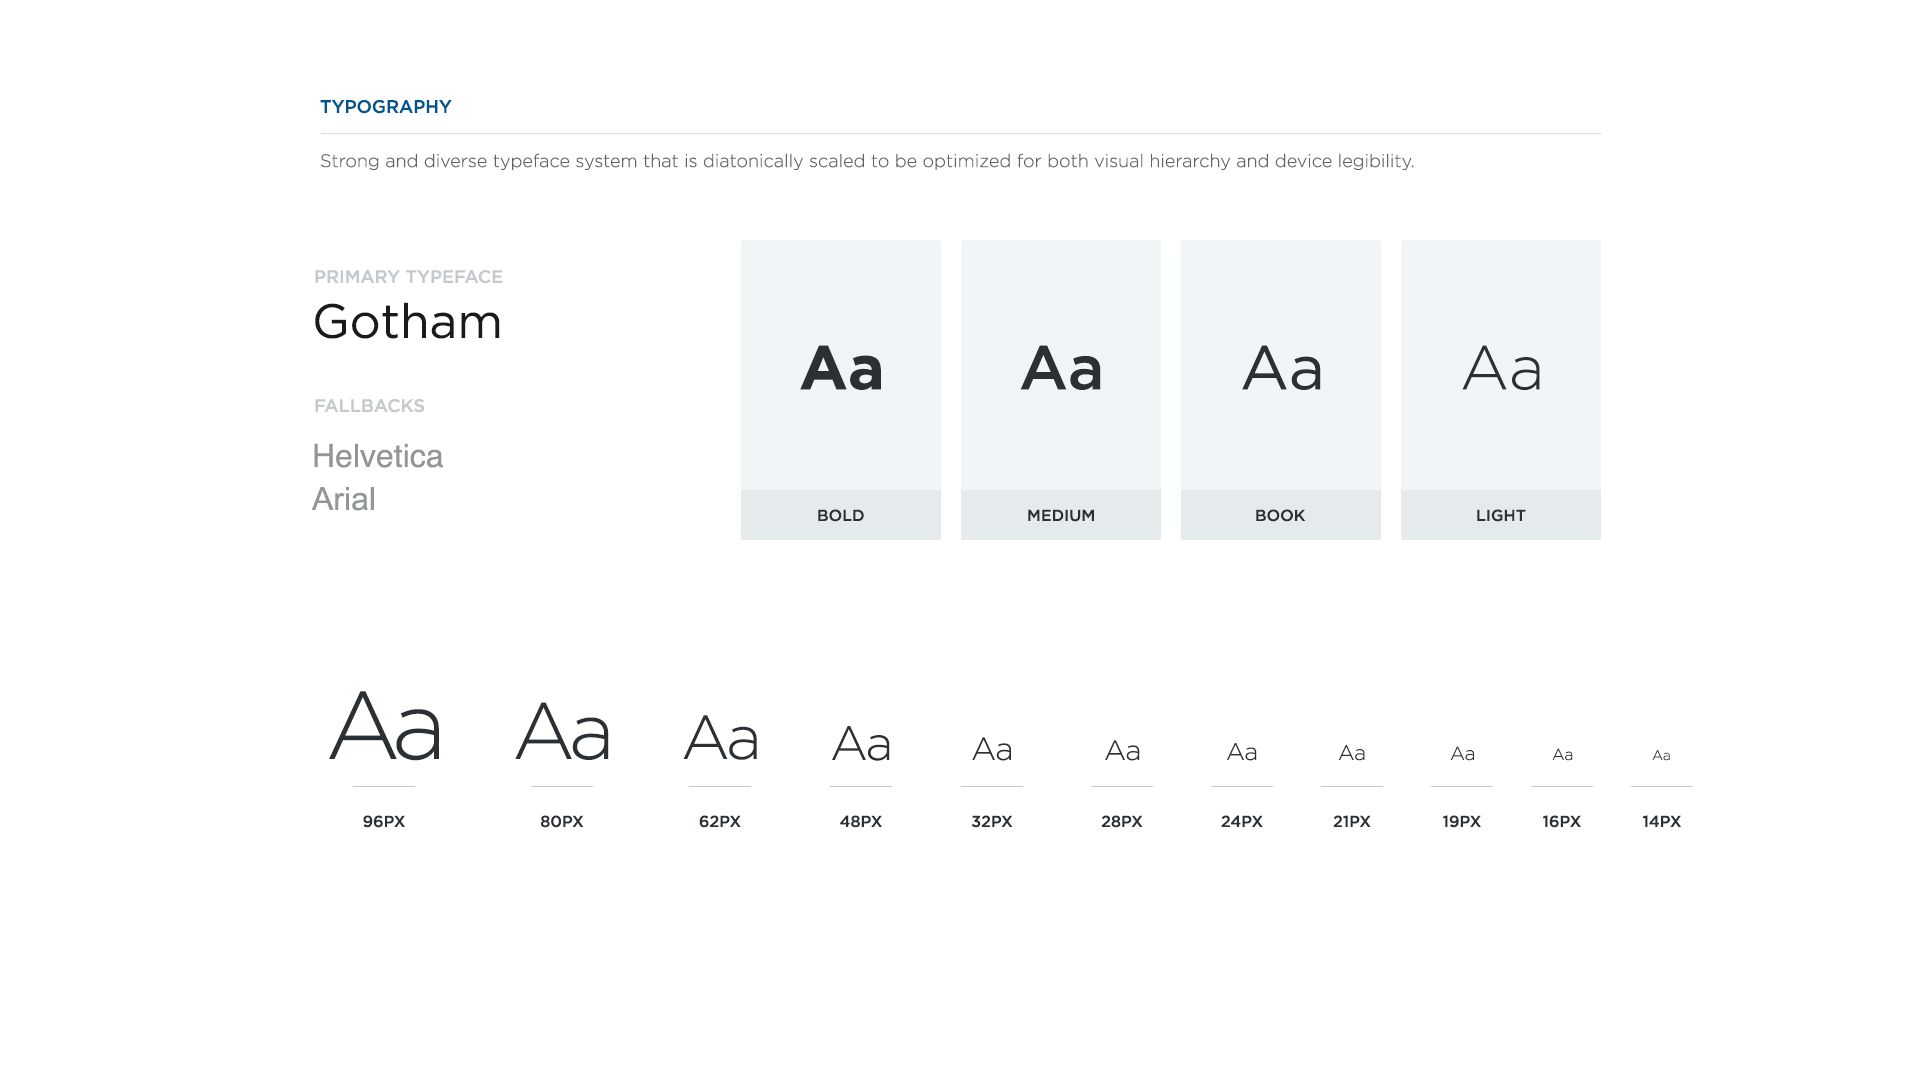 TYPOGRAPHY
Strong and diverse typeface system that is diatonically scaled to be optimized for both visual hierarchy and device legibility.
PRIMARY TYPEFACE
Gotham
FALLBACKS
Helvetica
Arial
Aa Aa Aa Aa
BOLD MEDIUM BOOK LIGHT
Aa Aa Aa Aa Aa Aa Aa Aa Aa Aa Aa
96PX 80PX 62PX 48PX 32PX 28PX 24PX 21PX 19PX 16PX 14PX